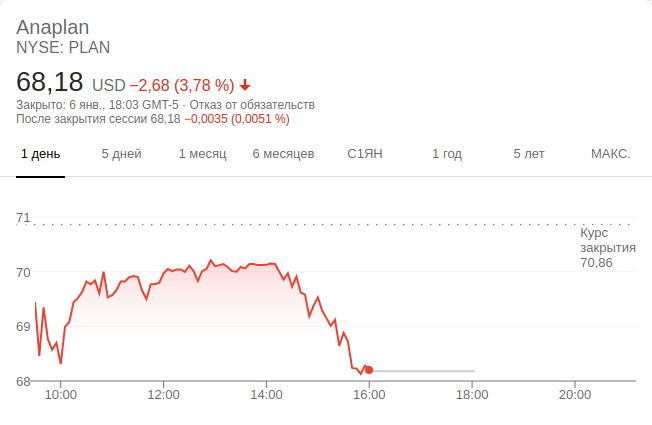 Anaplan
NYSE: PLAN
68,18 USD −2,68 (3,78 %)
Закрыто: 6 янв., 18:03 GMT-5 · Отказ от обязательств
После закрытия сессии 68,18 −0,0035 (0,0051 %)
1 день 5 дней 1 месяц 6 месяцев С1ЯН 1 год 5 лет МАКС.
71
Курс
закрытия
70,86
70
69
68
10:00 12:00 14:00 16:00 18:00 20:00